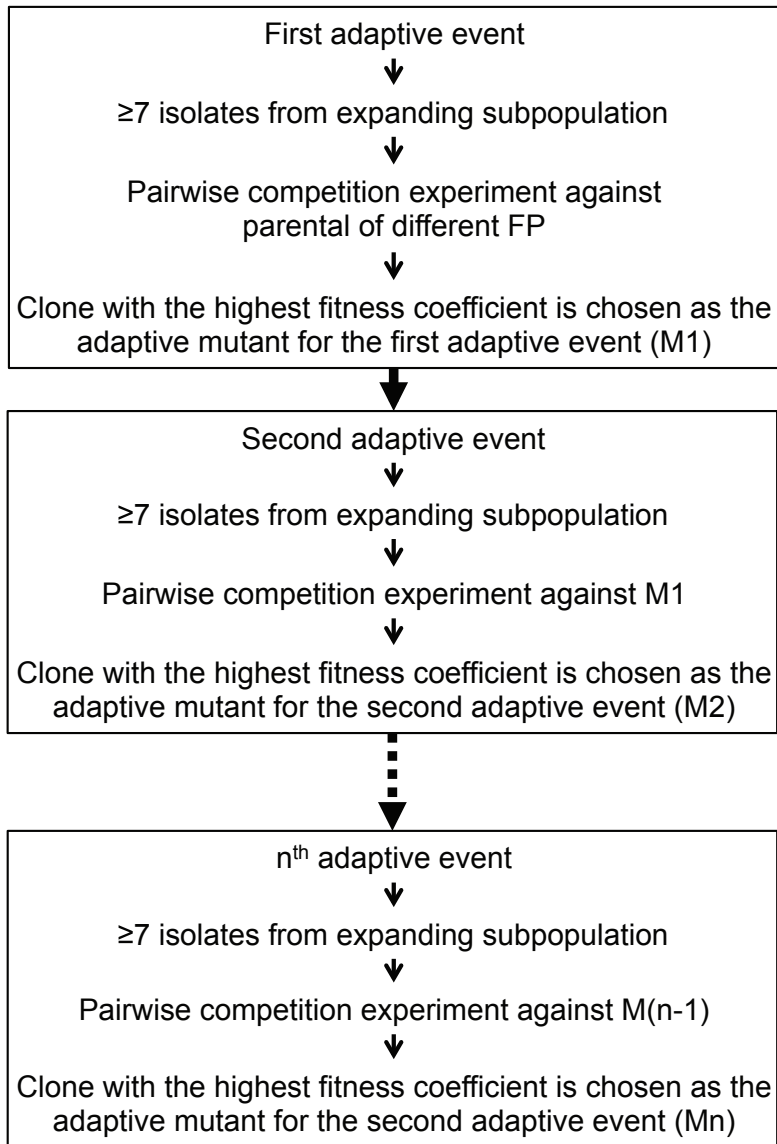 First adaptive event
≥7 isolates from expanding subpopulation
Pairwise competition experiment against
parental of different FP
Clone with the highest fitness coefficient is chosen as the
adaptive mutant for the first adaptive event (M1)
Second adaptive event
≥7 isolates from expanding subpopulation
Pairwise competition experiment against M1
Clone with the highest fitness coefficient is chosen as the
adaptive mutant for the second adaptive event (M2)
nth adaptive event
≥7 isolates from expanding subpopulation
Pairwise competition experiment against M(n-1)
Clone with the highest fitness coefficient is chosen as the
adaptive mutant for the second adaptive event (Mn)